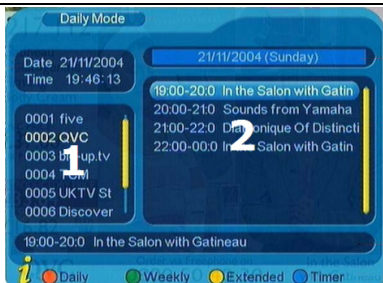 Daily Mode
Date 21/11/2004
Time 19:46:13
21/11/2004 (Sunday)
0001 five
0002 QVC
0003 bid-up.tv
0004 TCM
0005 UKTV St
0006 Discover
1
19:00-20:0 In the Salon with Gatin
20:00-21:0 Sounds from Yamaha
21:00-22:0 Diamonique Of Distincti
22:00-00:0 In the Salon with Gatin
2
19:00-20:0 In the Salon with Gatineau
i Daily Weekly Extended Timer